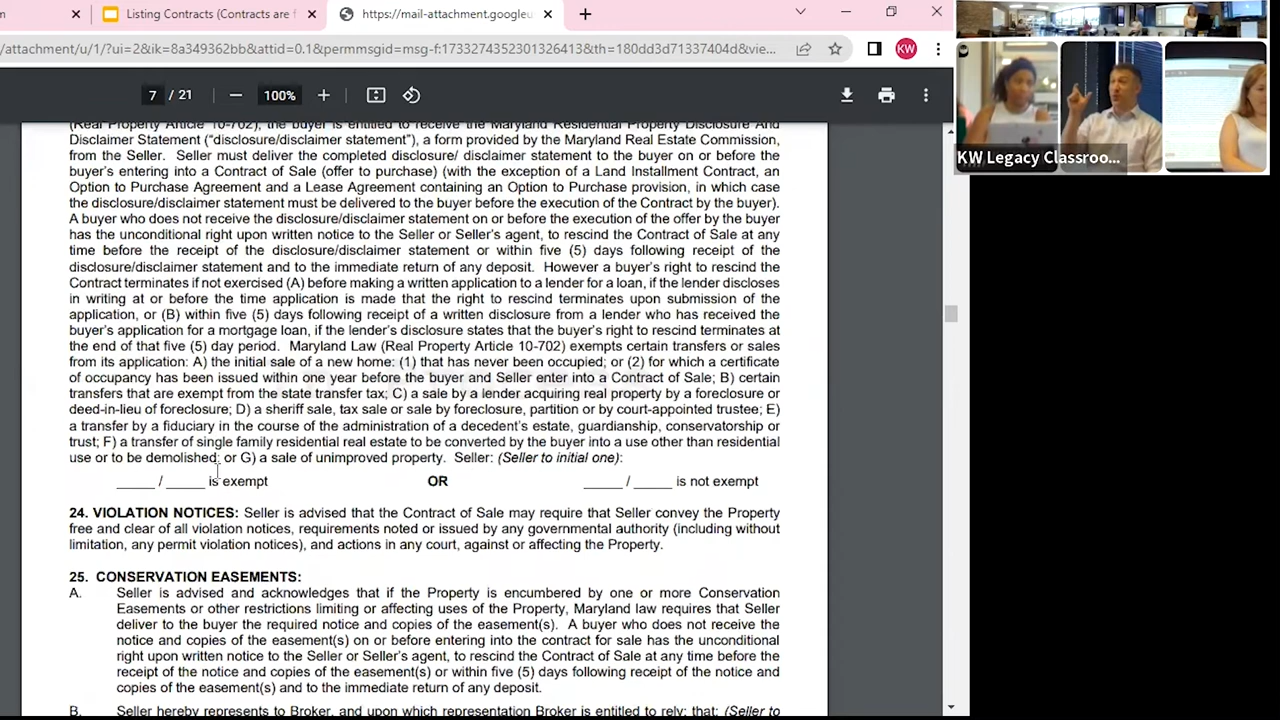 Listing Contracts (Contracts are f
https://mail-attachment.googleu
/attachment/u/1/?ui=2&ik=8a349362bb&attid=0.1&permmsgid=msg-f:1733274352301326413&th=180dd3d71337404d&vie...
KW
7 / 21
100%
KW Legacy Classroo...
(Real Property Article 10-702), the buyer is entitled to receive the Maryland Residential Property Disclosure And
Disclaimer Statement ("disclosure/disclaimer statement"), a form provided by the Maryland Real Estate Commission,
from the Seller. Seller must deliver the completed disclosure/ disclaimer statement to the buyer on or before the
buyer's entering into a Contract of Sale (offer to purchase) (with the exception of a Land Installment Contract, an
Option to Purchase Agreement and a Lease Agreement containing an Option to Purchase provision, in which case
the disclosure/disclaimer statement must be delivered to the buyer before the execution of the Contract by the buyer).
A buyer who does not receive the disclosure/disclaimer statement on or before the execution of the offer by the buyer
has the unconditional right upon written notice to the Seller or Seller's agent, to rescind the Contract of Sale at any
time before the receipt of the disclosure/disclaimer statement or within five (5) days following receipt of the
disclosure/disclaimer statement and to the immediate return of any deposit. However a buyer's right to rescind the
Contract terminates if not exercised (A) before making a written application to a lender for a loan, if the lender discloses
in writing at or before the time application is made that the right to rescind terminates upon submission of the
application, or (B) within five (5) days following receipt of a written disclosure from a lender who has received the
buyer's application for a mortgage loan, if the lender's disclosure states that the buyer's right to rescind terminates at
the end of that five (5) day period. Maryland Law (Real Property Article 10-702) exempts certain transfers or sales
from its application: A) the initial sale of a new home: (1) that has never been occupied; or (2) for which a certificate
of occupancy has been issued within one year before the buyer and Seller enter into a Contract of Sale; B) certain
transfers that are exempt from the state transfer tax; C) a sale by a lender acquiring real property by a foreclosure or
deed-in-lieu of foreclosure; D) a sheriff sale, tax sale or sale by foreclosure, partition or by court-appointed trustee; E)
a transfer by a fiduciary in the course of the administration of a decedent's estate, guardianship, conservatorship or
trust; F) a transfer of single family residential real estate to be converted by the buyer into a use other than residential
use or to be demolished; or G) a sale of unimproved property. Seller: (Seller to initial one):
_____ / _____ is exempt OR _____ / _____ is not exempt
24. VIOLATION NOTICES: Seller is advised that the Contract of Sale may require that Seller convey the Property
free and clear of all violation notices, requirements noted or issued by any governmental authority (including without
limitation, any permit violation notices), and actions in any court, against or affecting the Property.
25. CONSERVATION EASEMENTS:
A. Seller is advised and acknowledges that if the Property is encumbered by one or more Conservation
Easements or other restrictions limiting or affecting uses of the Property, Maryland law requires that Seller
deliver to the buyer the required notice and copies of the easement(s). A buyer who does not receive the
notice and copies of the easement(s) on or before entering into the contract for sale has the unconditional
right upon written notice to the Seller or Seller's agent, to rescind the Contract of Sale at any time before the
receipt of the notice and copies of the easement(s) or within five (5) days following receipt of the notice and
copies of the easement(s) and to the immediate return of any deposit.
B. Seller hereby represents to Broker, and upon which representation Broker is entitled to rely; that: (Seller to